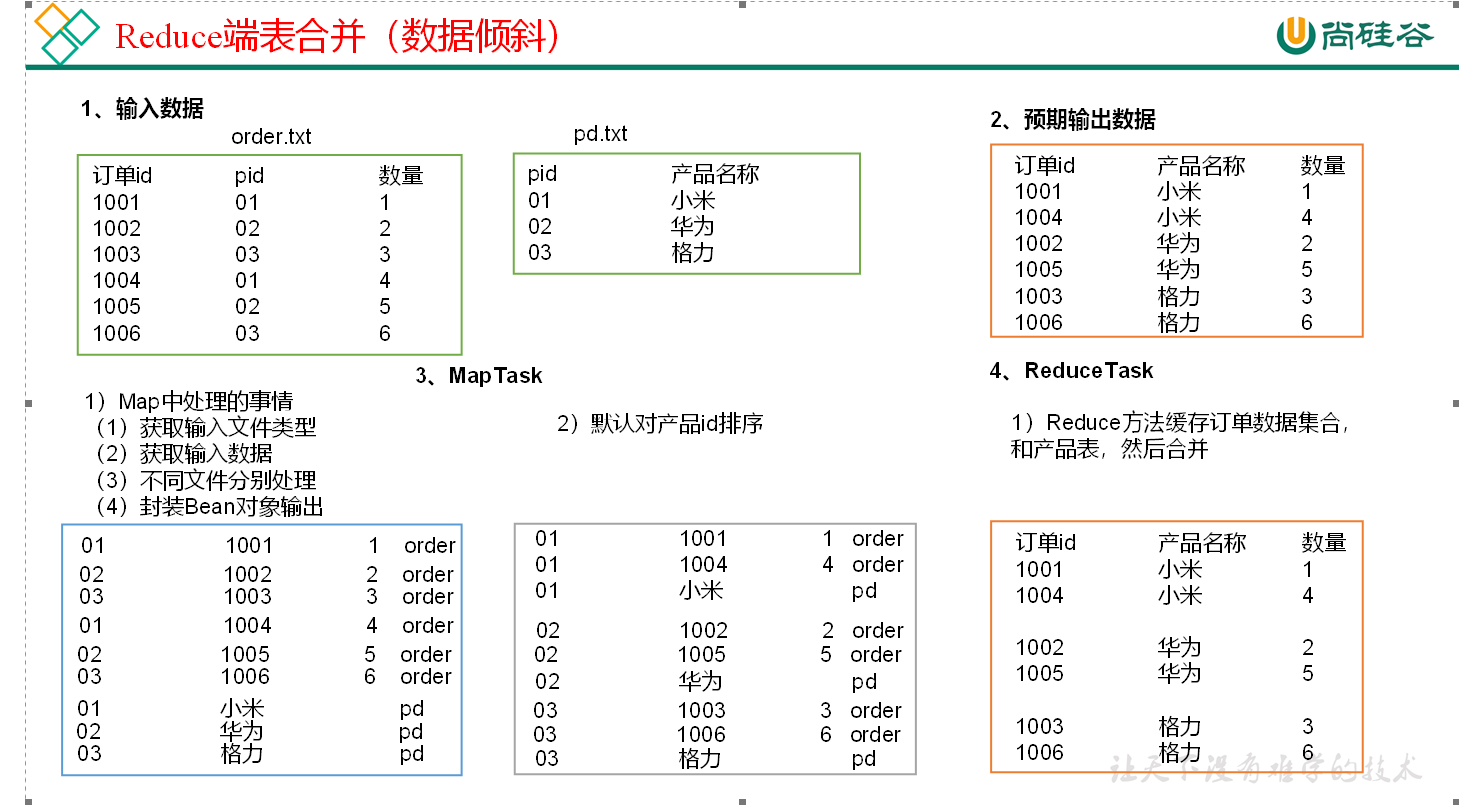 Reduce端表合并（数据倾斜）
尚硅谷
1、输入数据
order.txt
订单id pid 数量
1001 01 1
1002 02 2
1003 03 3
1004 01 4
1005 02 5
1006 03 6
pd.txt
pid 产品名称
01 小米
02 华为
03 格力
2、预期输出数据
订单id 产品名称 数量
1001 小米 1
1004 小米 4
1002 华为 2
1005 华为 5
1003 格力 3
1006 格力 6
3、MapTask
1）Map中处理的事情
（1）获取输入文件类型
（2）获取输入数据
（3）不同文件分别处理
（4）封装Bean对象输出
01 1001 1 order
02 1002 2 order
03 1003 3 order
01 1004 4 order
02 1005 5 order
03 1006 6 order
01 小米 pd
02 华为 pd
03 格力 pd
2）默认对产品id排序
01 1001 1 order
01 1004 4 order
01 小米 pd
02 1002 2 order
02 1005 5 order
02 华为 pd
03 1003 3 order
03 1006 6 order
03 格力 pd
4、ReduceTask
1）Reduce方法缓存订单数据集合，
和产品表，然后合并
订单id 产品名称 数量
1001 小米 1
1004 小米 4
1002 华为 2
1005 华为 5
1003 格力 3
1006 格力 6
让天下没有难学的技术